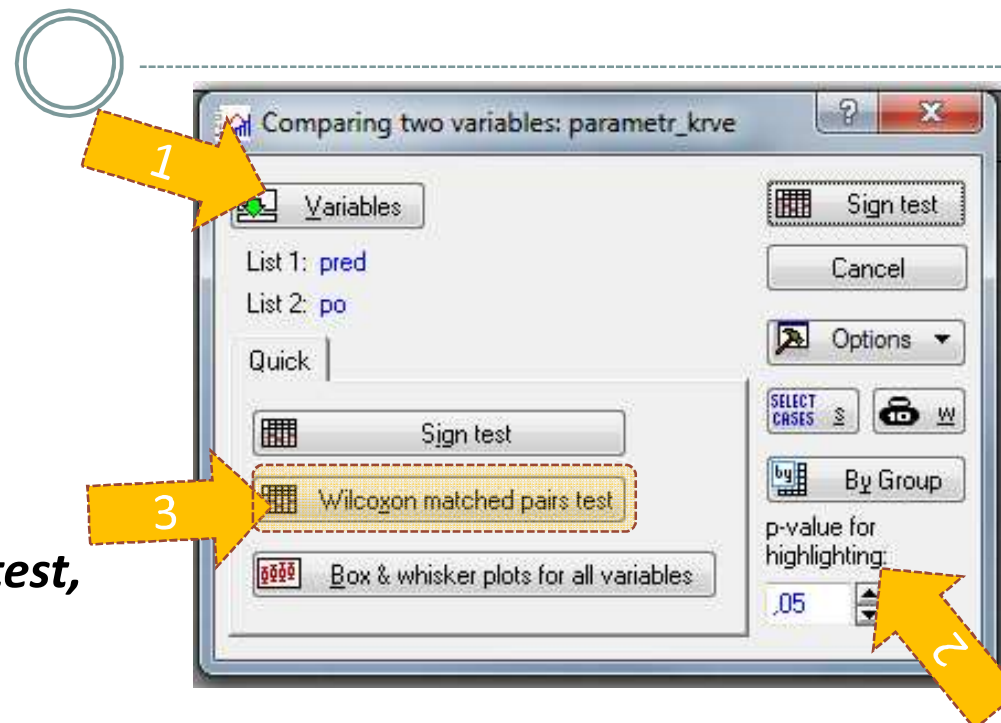 Comparing two variables: parametr_krve
1
Variables
List 1: pred
List 2: po
Quick
Sign test
3
Wilcoxon matched pairs test
Box & whisker plots for all variables
Sign test
Cancel
Options
SELECT CASES S
W
by By Group
p-value for
highlighting:
,05
2
test,